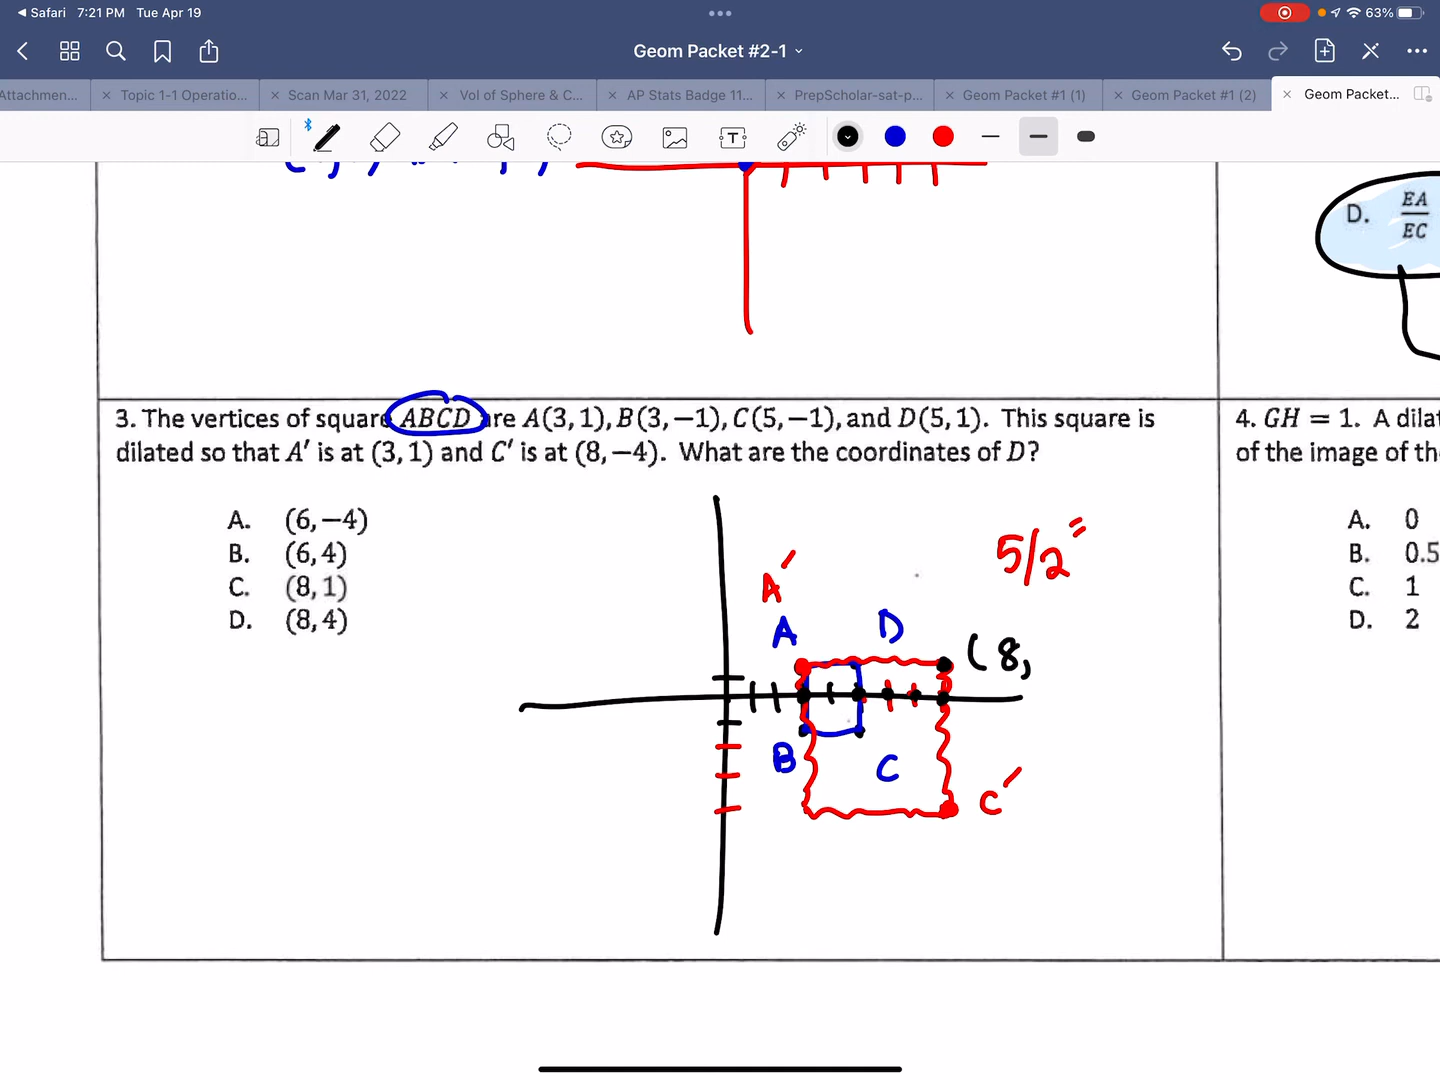 Safari 7:21 PM Tue Apr 19
63%
Geom Packet #2-1
Attachmen...
Topic 1-1 Operatio...
Scan Mar 31, 2022
Vol of Sphere & C...
AP Stats Badge 11...
PrepScholar-sat-p...
Geom Packet #1 (1)
Geom Packet #1 (2)
Geom Packet...
D. EA
EC
3. The vertices of square ABCD are A(3,1), B(3,−1), C(5,−1), and D(5,1). This square is
dilated so that A′ is at (3,1) and C′ is at (8,−4). What are the coordinates of D?
A. (6,−4)
B. (6,4)
C. (8,1)
D. (8,4)
5/2 =
A′
A
D
(8,
B
C
C′
4. GH = 1. A dilat
of the image of th
A. 0
B. 0.5
C. 1
D. 2